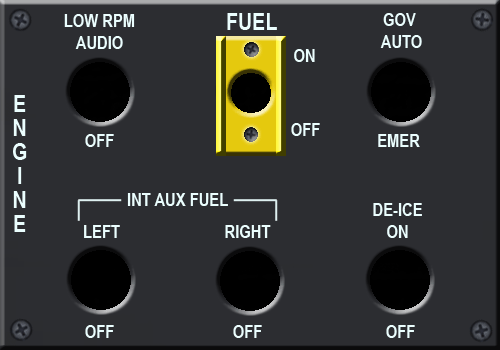 LOW RPM
AUDIO
OFF
FUEL
ON
OFF
GOV
AUTO
EMER
ENGINE
INT AUX FUEL
LEFT
OFF
RIGHT
OFF
DE-ICE
ON
OFF